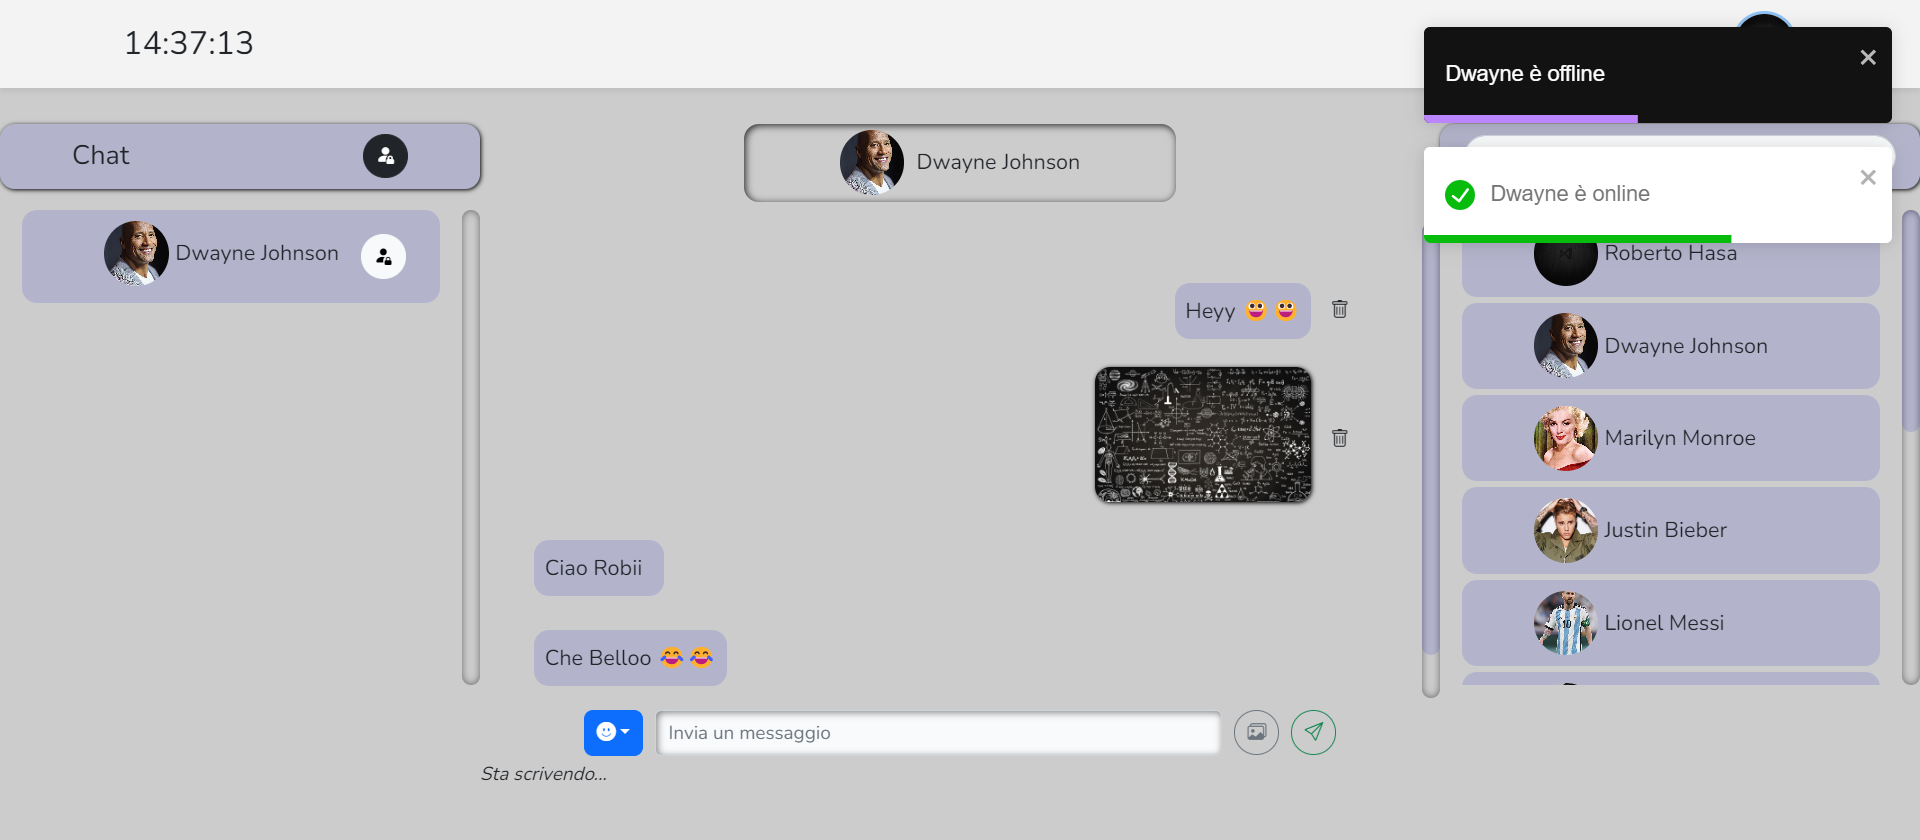 14:37:13
Dwayne è offline
Chat
Dwayne Johnson
Dwayne è online
Dwayne Johnson
Roberto Hasa
Heyy 😀 😀
Dwayne Johnson
Marilyn Monroe
Justin Bieber
Ciao Robii
Lionel Messi
Che Belloo 😂 😂
Invia un messaggio
Sta scrivendo...